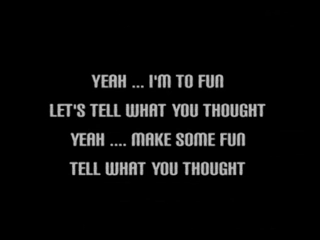 YEAH ... I'M TO FUN
LET'S TELL WHAT YOU THOUGHT
YEAH .... MAKE SOME FUN
TELL WHAT YOU THOUGHT